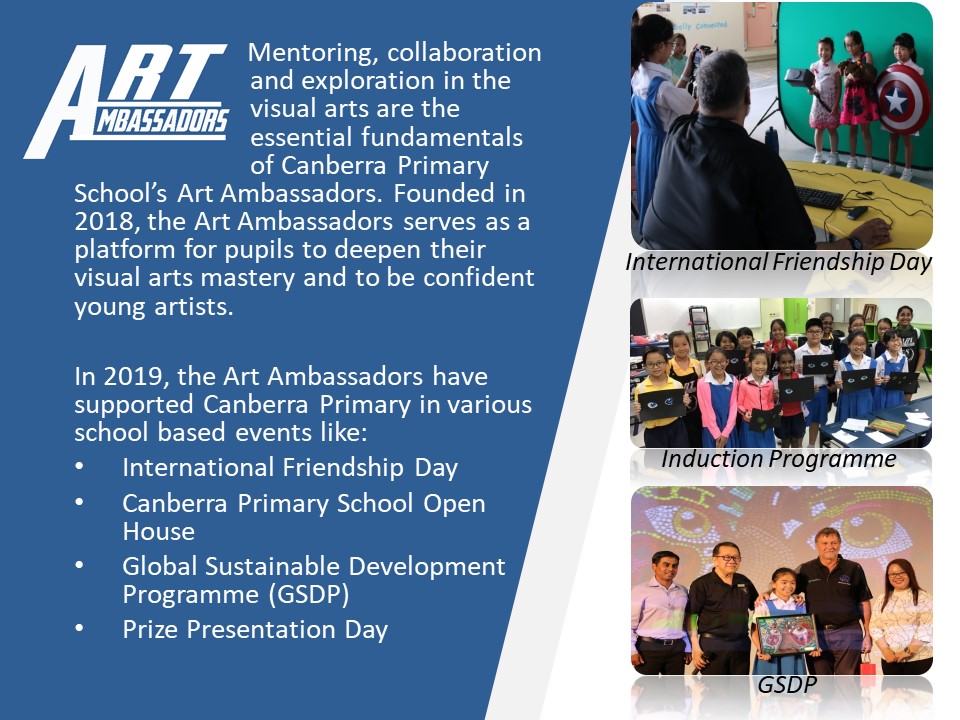 ART
AMBASSADORS
Mentoring, collaboration
and exploration in the
visual arts are the
essential fundamentals
of Canberra Primary
School's Art Ambassadors. Founded in
2018, the Art Ambassadors serves as a
platform for pupils to deepen their
visual arts mastery and to be confident
young artists.
In 2019, the Art Ambassadors have
supported Canberra Primary in various
school based events like:
• International Friendship Day
• Canberra Primary School Open
House
• Global Sustainable Development
Programme (GSDP)
• Prize Presentation Day
Connected
International Friendship Day
Induction Programme
GSDP